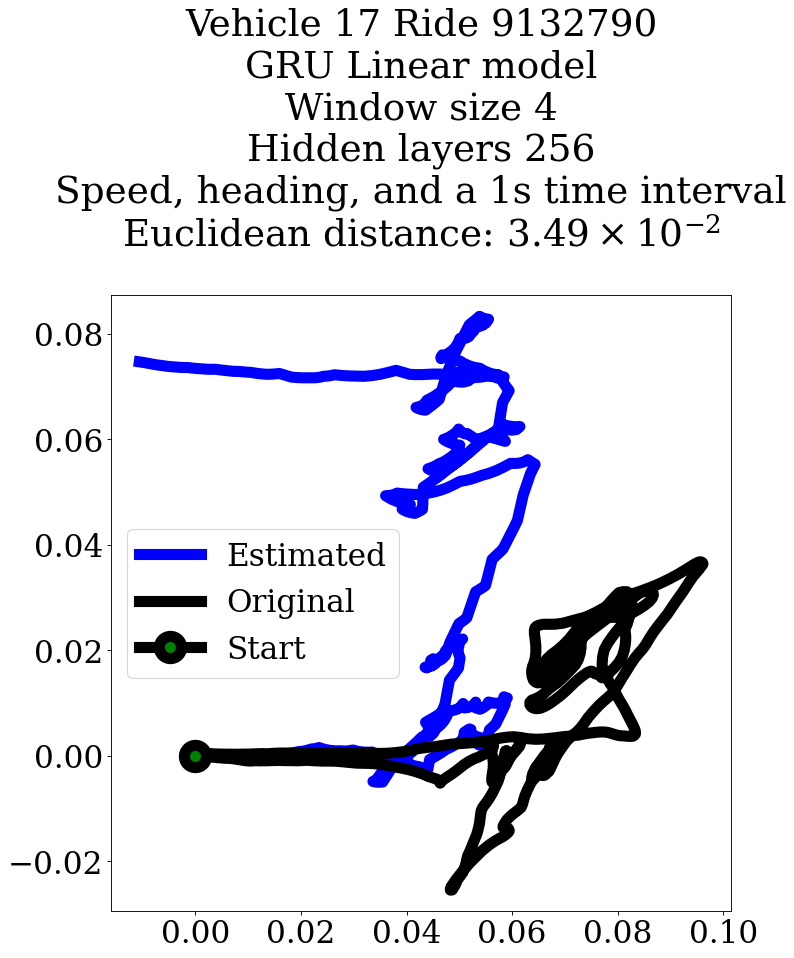 Vehicle 17 Ride 9132790
GRU Linear model
Window size 4
Hidden layers 256
Speed, heading, and a 1s time interval
Euclidean distance: 3.49 × 10⁻²
0.08
0.06
0.04
0.02
0.00
−0.02
Estimated
Original
Start
0.00 0.02 0.04 0.06 0.08 0.10